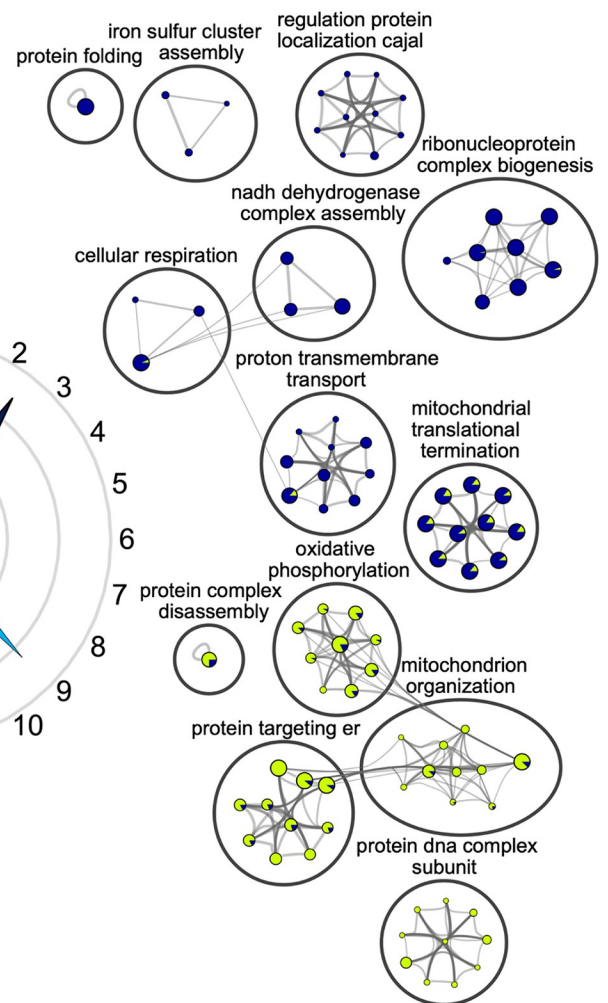 protein folding
iron sulfur cluster
assembly
regulation protein
localization cajal
ribonucleoprotein
complex biogenesis
nadh dehydrogenase
complex assembly
cellular respiration
proton transmembrane
transport
mitochondrial
translational
termination
oxidative
phosphorylation
protein complex
disassembly
mitochondrion
organization
protein targeting er
protein dna complex
subunit
2
3
4
5
6
7
8
9
10